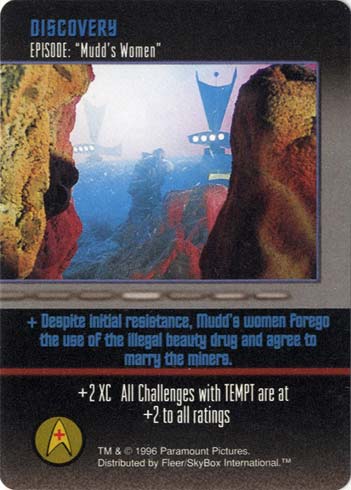 DISCOVERY
EPISODE: "Mudd's Women"
+ Despite initial resistance, Mudd's women forego
the use of the illegal beauty drug and agree to
marry the miners.
+2 XC All Challenges with TEMPT are at
+2 to all ratings
TM & © 1996 Paramount Pictures.
Distributed by Fleer/SkyBox International.™